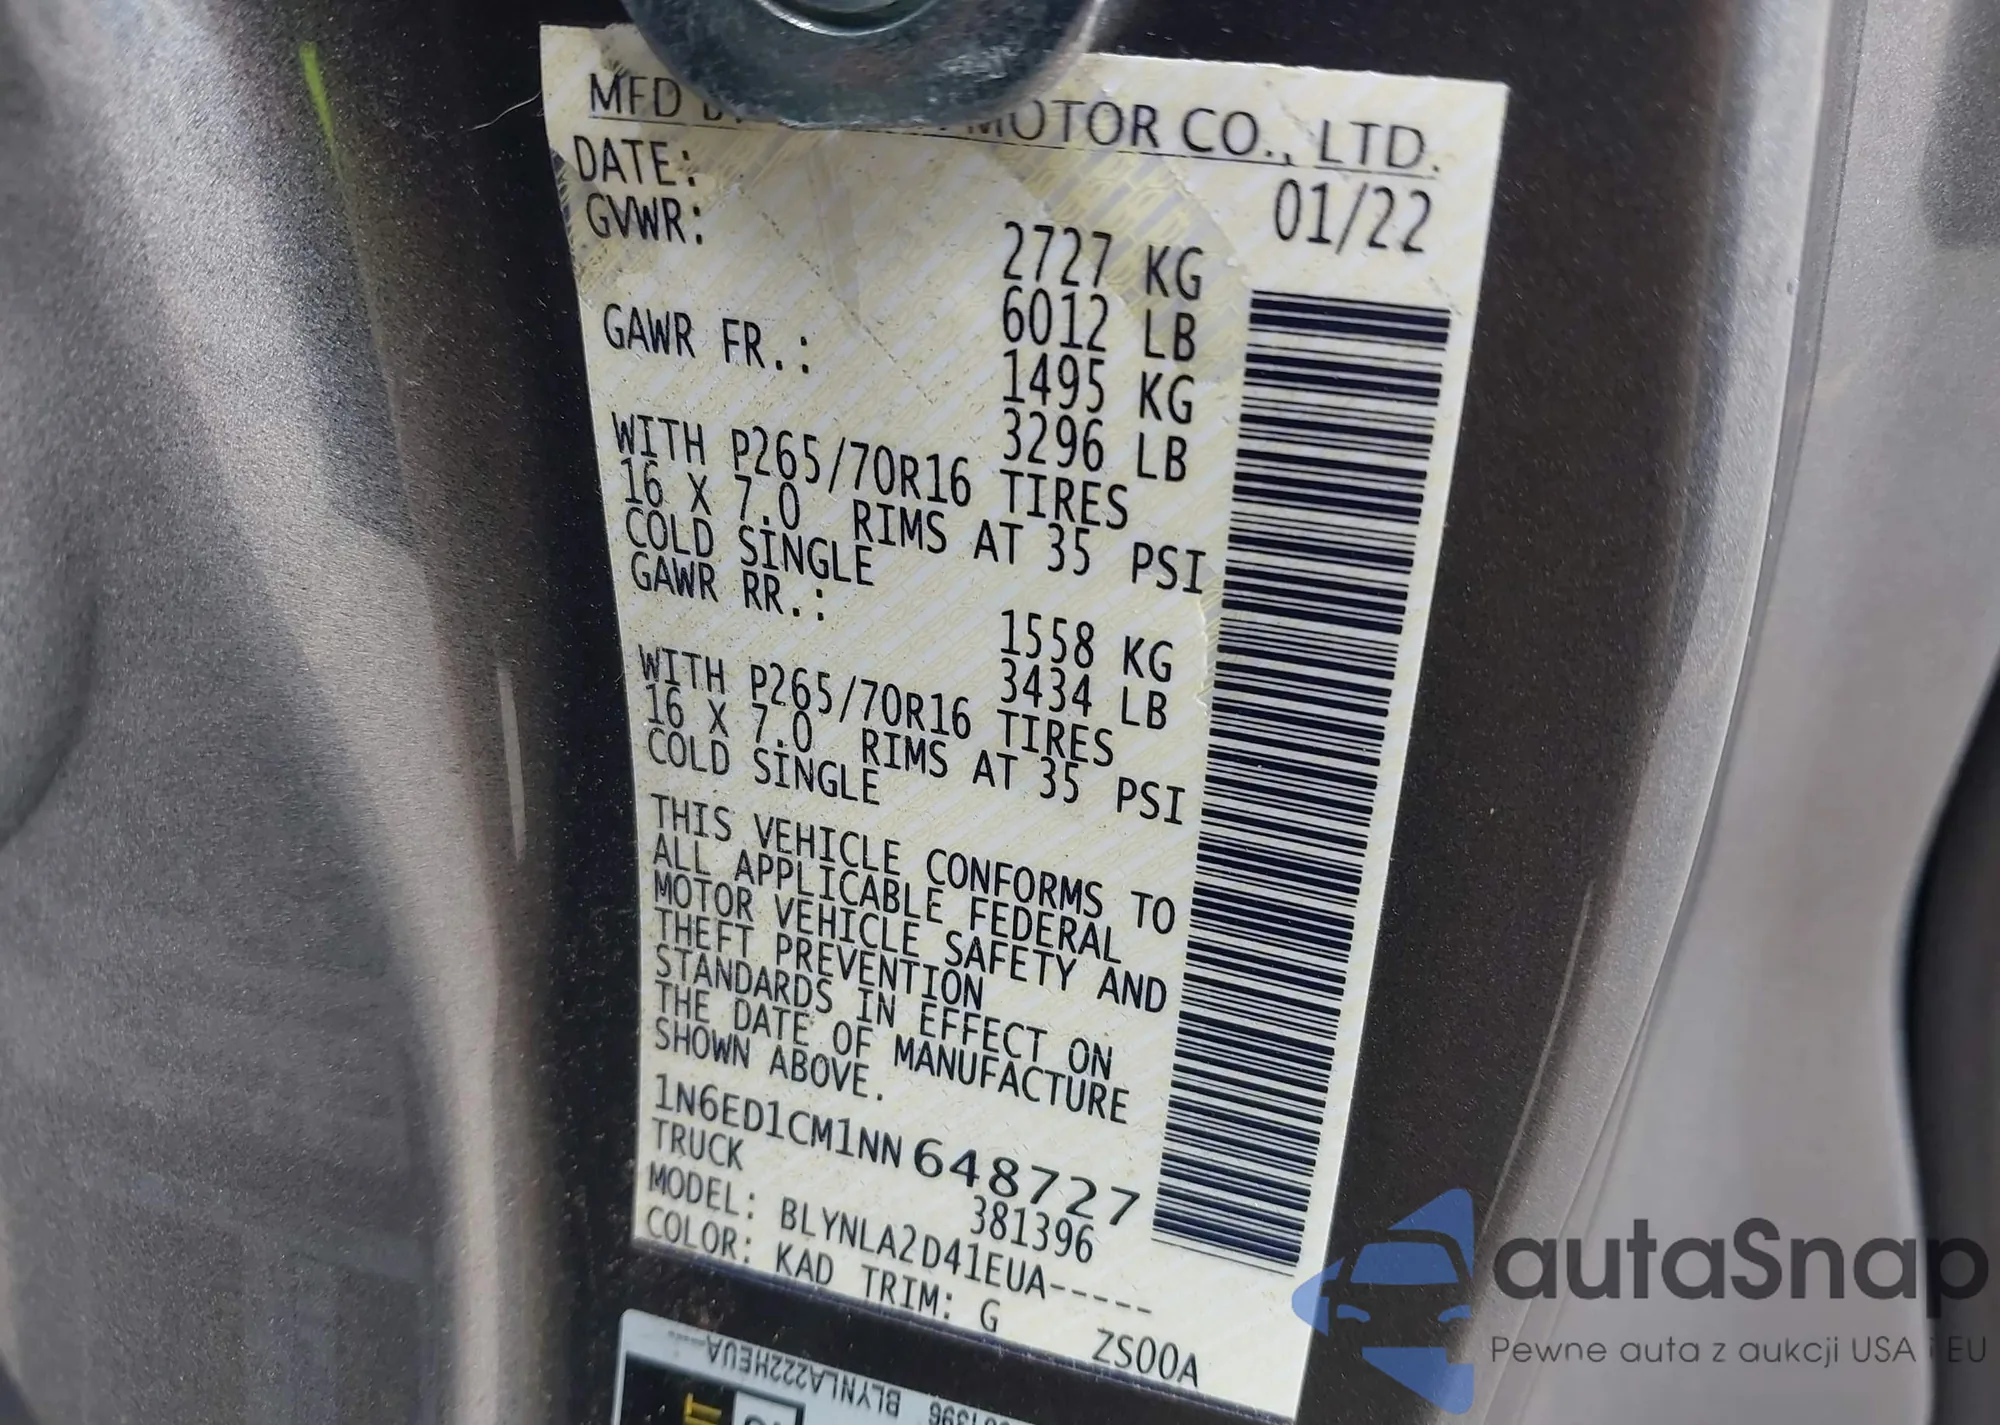 MFD MOTOR CO., LTD.
DATE: 01/22
GVWR: 2727 KG
6012 LB
GAWR FR.: 1495 KG
3296 LB
WITH P265/70R16 TIRES
16 X 7.0 RIMS AT 35 PSI
COLD SINGLE
GAWR RR.: 1558 KG
3434 LB
WITH P265/70R16 TIRES
16 X 7.0 RIMS AT 35 PSI
COLD SINGLE
THIS VEHICLE CONFORMS TO
ALL APPLICABLE FEDERAL
MOTOR VEHICLE SAFETY AND
THEFT PREVENTION
STANDARDS IN EFFECT ON
THE DATE OF MANUFACTURE
SHOWN ABOVE.
1N6ED1CM1NN648727
TRUCK 381396
MODEL: BLYNLA2D41EUA-----
COLOR: KAD TRIM: G ZS00A
BLYNLA222HEUA-----
autaSnap
Pewne auta z aukcji USA i EU